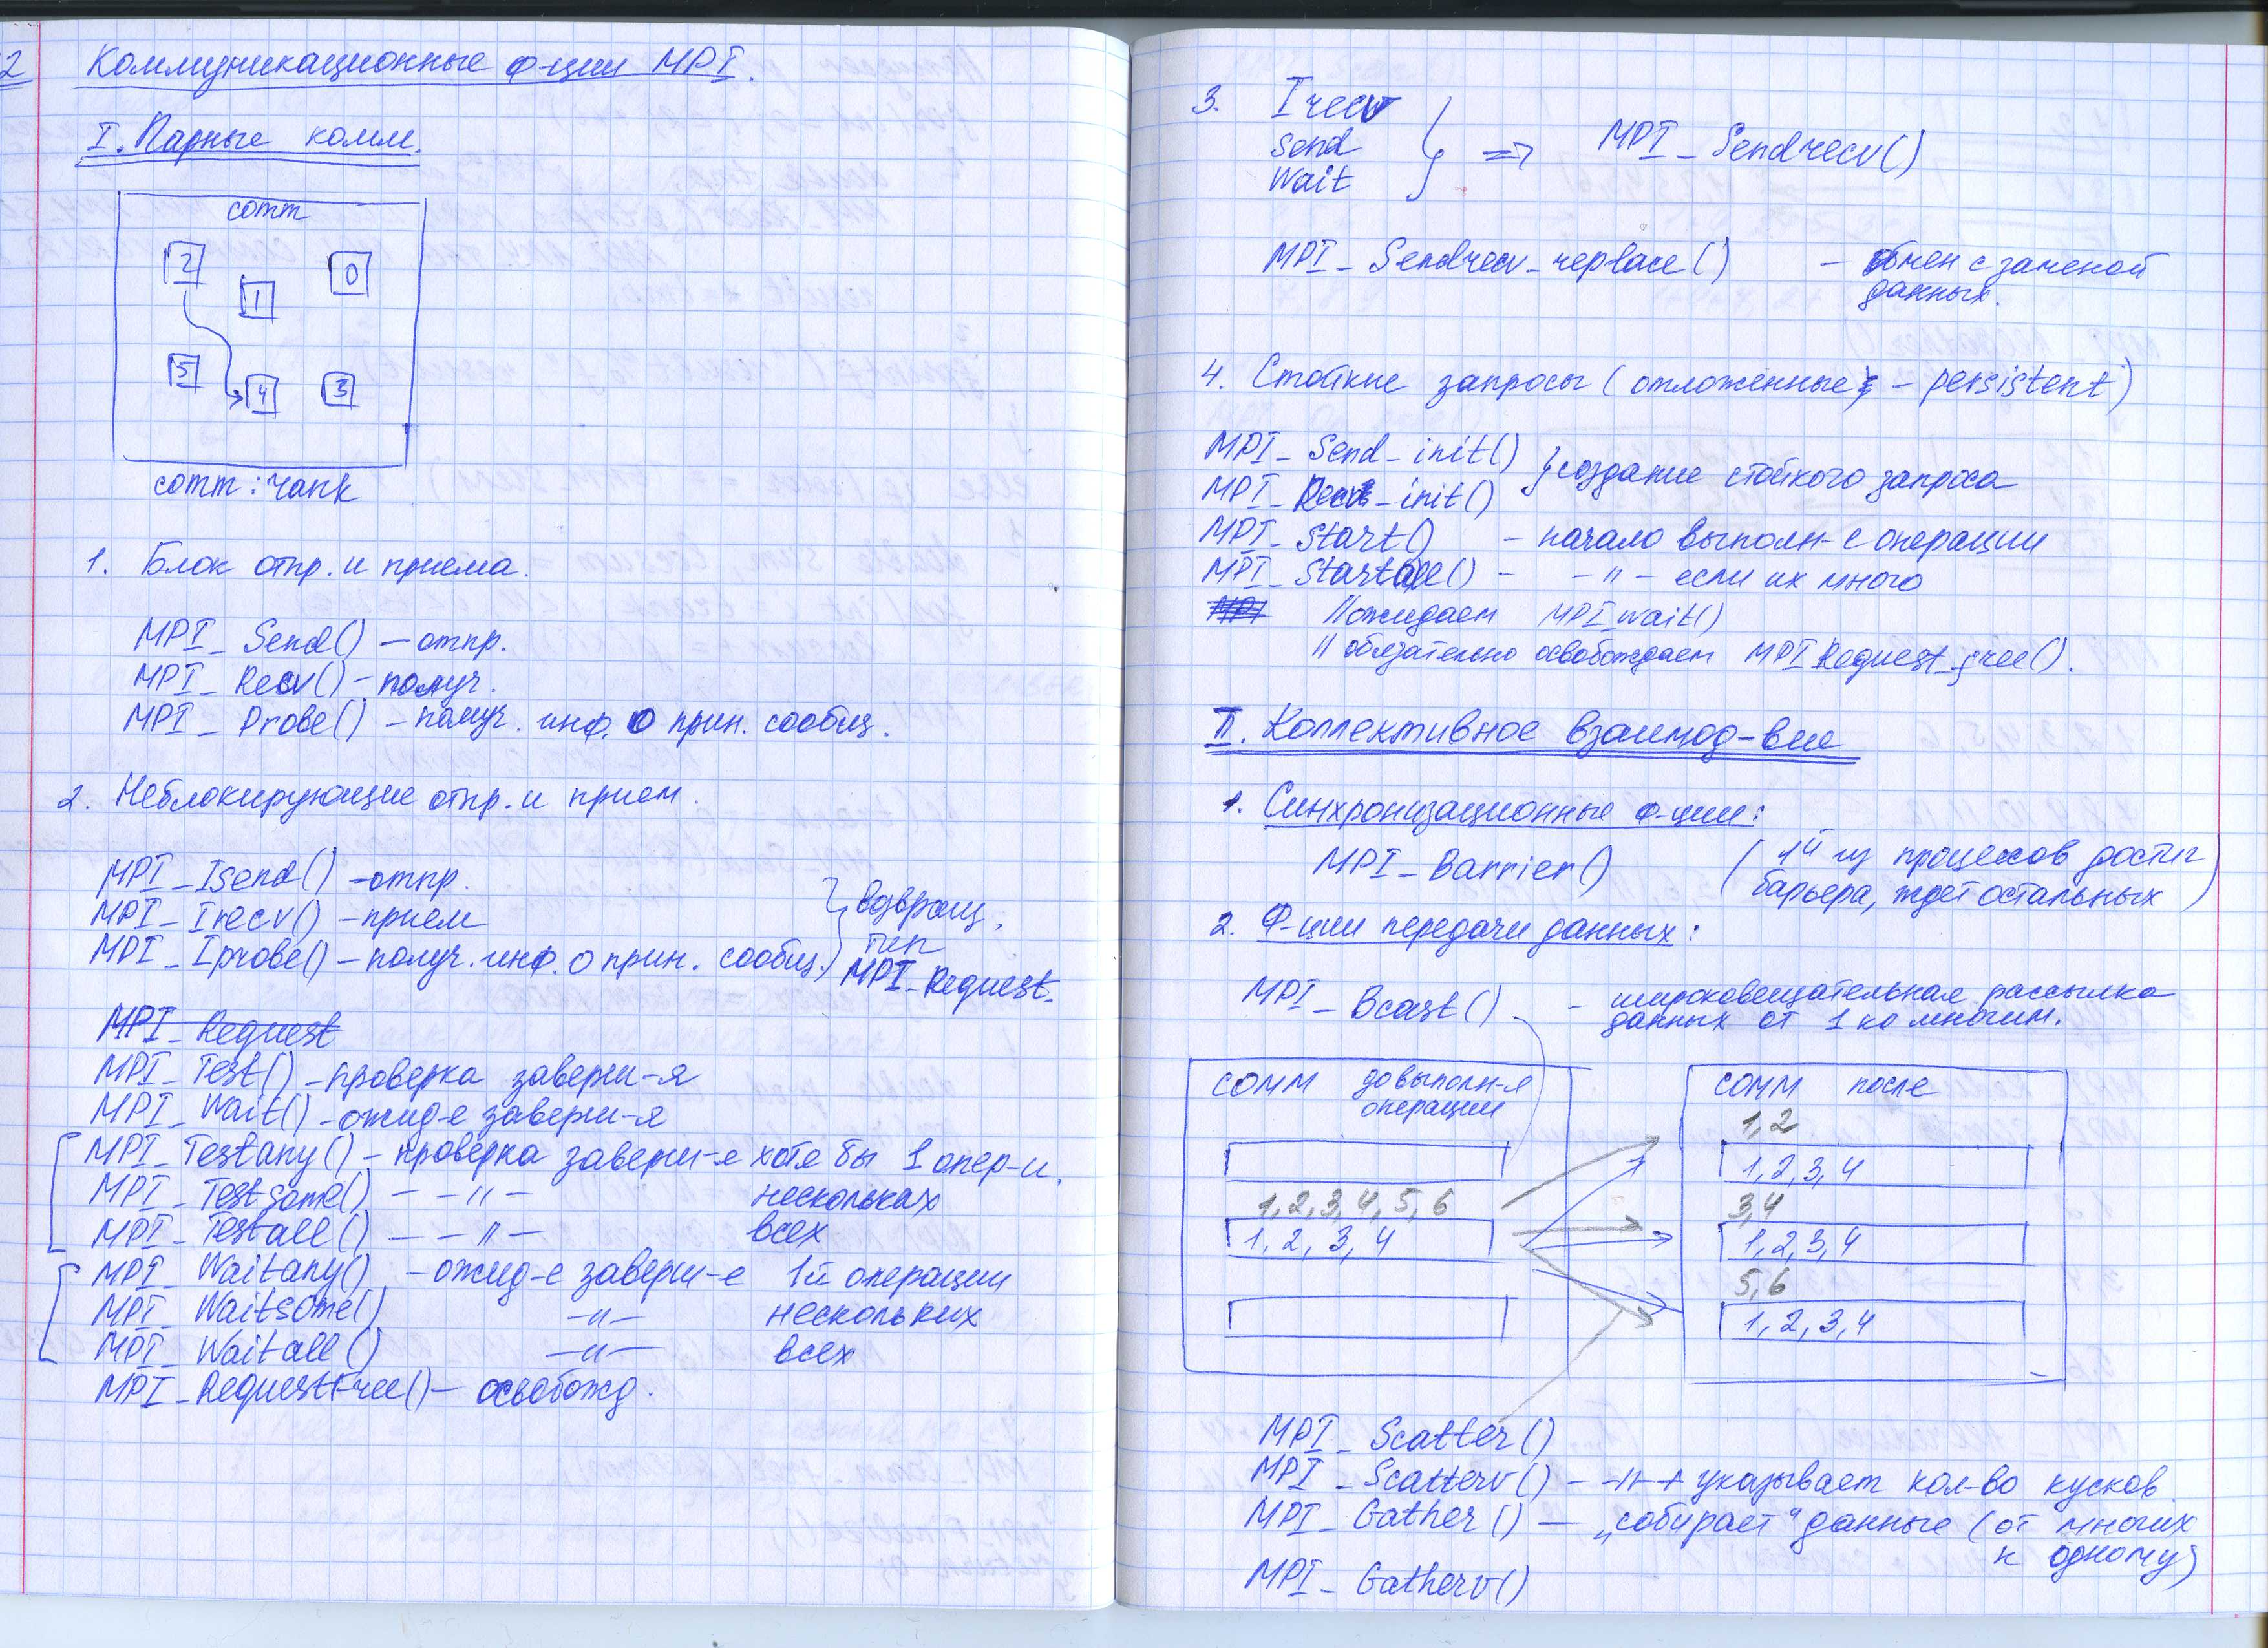 2
Коммуникационные ф-ции MPI.
I. Парные комм.
comm
2
1
0
5
4
3
comm : rank
1. Блок отпр. и приема.
MPI_Send() – отпр.
MPI_Recv() – получ.
MPI_Probe() – получ. инф. о прин. сообщ.
2. Неблокирующие отпр. и прием.
MPI_Isend() – отпр.
MPI_Irecv() – прием
MPI_Iprobe() – получ. инф. о прин. сообщ.
возвращ.
тип
MPI_Request.
MPI_Request
MPI_Test() – проверка заверш-я
MPI_Wait() – ожид-е заверш-я
MPI_Testany() – проверка заверш-я хотя бы 1 опер-и.
MPI_Testsome() – –〃– нескольких
MPI_Testall() – –〃– всех
MPI_Waitany() – ожид-е заверш-е 1й операции
MPI_Waitsome() –〃– нескольких
MPI_Waitall() –〃– всех
MPI_RequestFree() – освобожд.
3. Irecv
Send
Wait
=> MPI_Sendrecv()
MPI_Sendrecv_replace() – обмен с заменой
данных.
4. Стойкие запросы (отложенные – persistent)
MPI_Send_init()
MPI_Recv_init()
} создание стойкого запроса
MPI_Start() – начало выполн-е операции
MPI_Startall() – –〃– если их много
MPI // ожидаем MPI_Wait()
// обязательно освобождаем MPI Request_free().
II. Коллективное взаимод-вие
1. Синхронизационные ф-ции:
MPI_Barrier() (1й из процессов достиг
барьера, ждет остальных)
2. Ф-ции передачи данных:
MPI_Bcast() – широковещательная рассылка
данных от 1 ко многим.
COMM до выполн-я
операции
1,2,3,4,5,6
1, 2, 3, 4
COMM после
1,2
1,2,3,4
3,4
1,2,3,4
5,6
1,2,3,4
MPI_Scatter()
MPI_Scatterv() – –〃– + указывает кол-во кусков
MPI_Gather() – „собирает“ данные (от многих
к одному)
MPI_Gatherv()